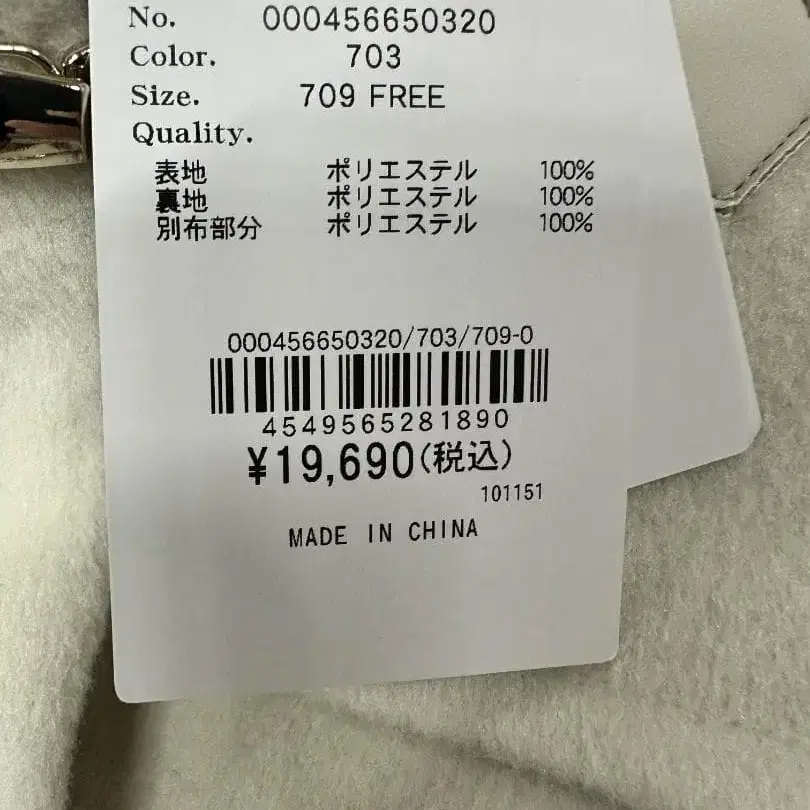 No. 000456650320
Color. 703
Size. 709 FREE
Quality.
表地 ポリエステル 100%
裏地 ポリエステル 100%
別布部分 ポリエステル 100%
000456650320/703/709-0
4549565281890
¥19,690(税込)
101151
MADE IN CHINA